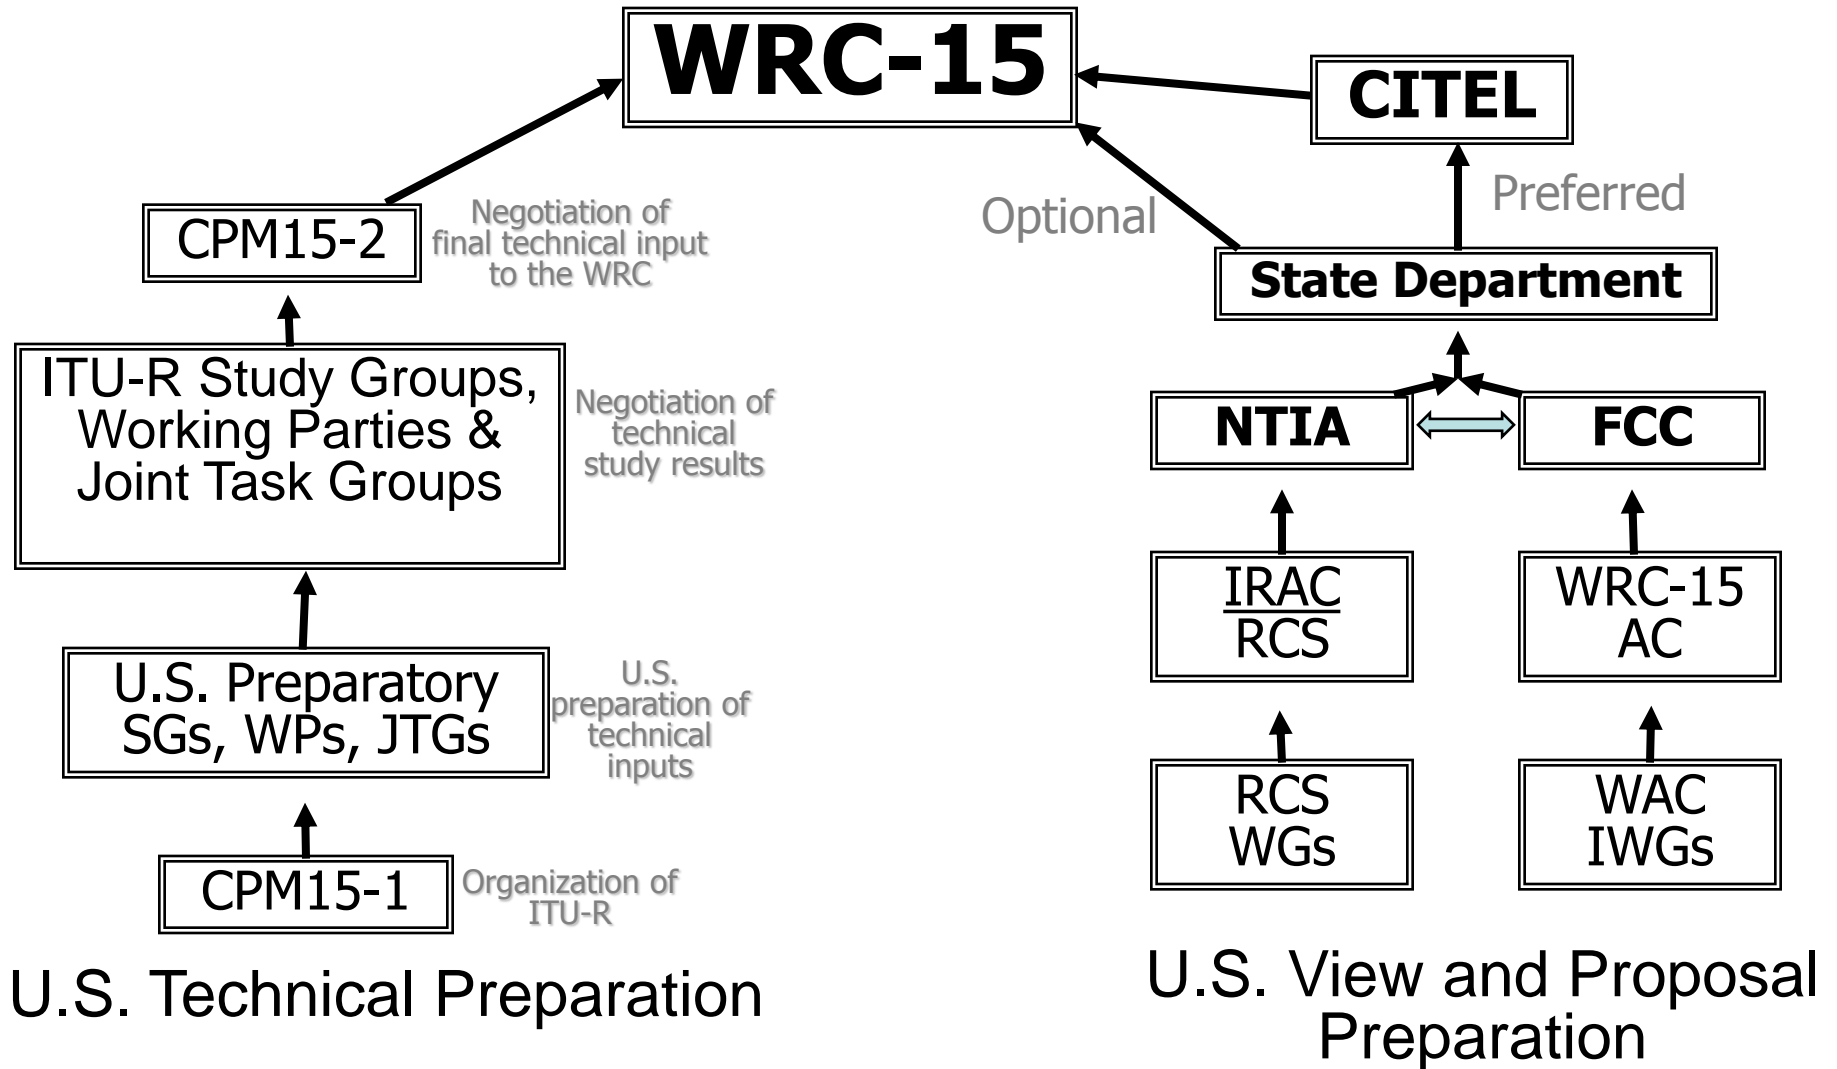 WRC-15
CITEL
Optional
Preferred
State Department
CPM15-2
Negotiation of
final technical input
to the WRC
ITU-R Study Groups,
Working Parties &
Joint Task Groups
Negotiation of
technical
study results
U.S. Preparatory
SGs, WPs, JTGs
U.S.
preparation of
technical
inputs
CPM15-1
Organization of
ITU-R
U.S. Technical Preparation
NTIA
FCC
IRAC
RCS
WRC-15
AC
RCS
WGs
WAC
IWGs
U.S. View and Proposal
Preparation